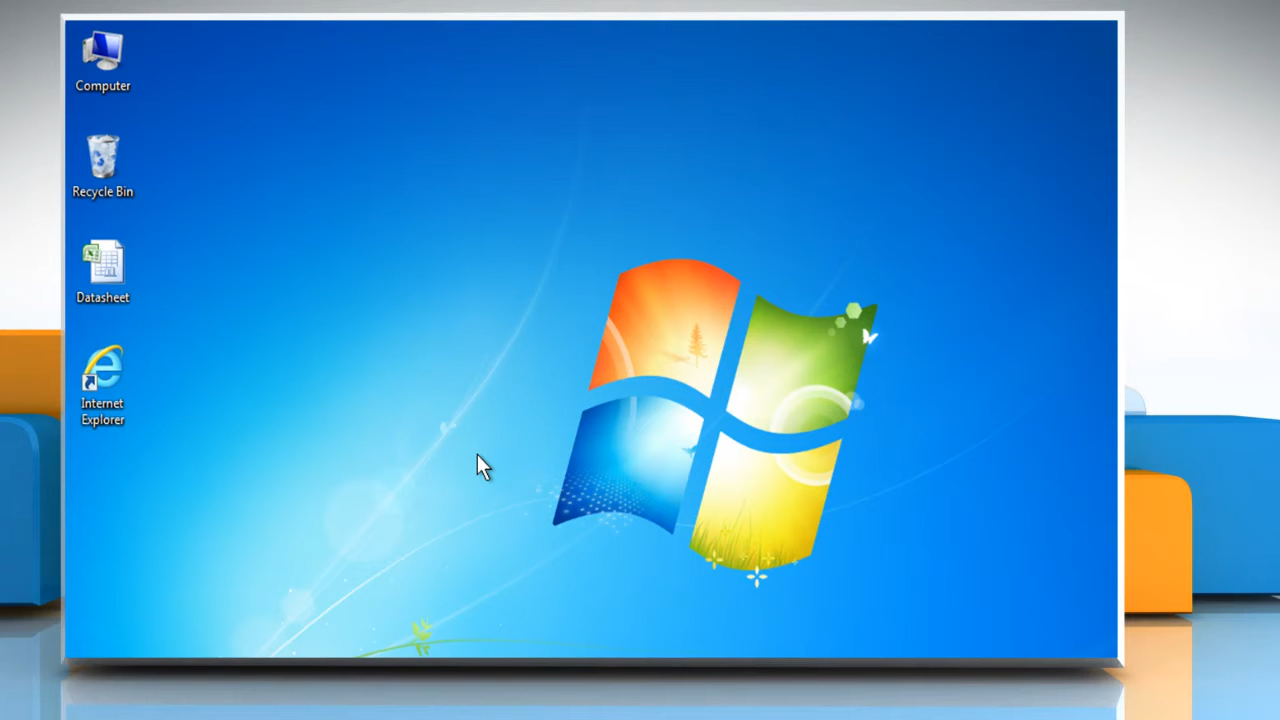 Computer
Recycle Bin
Datasheet
Internet
Explorer